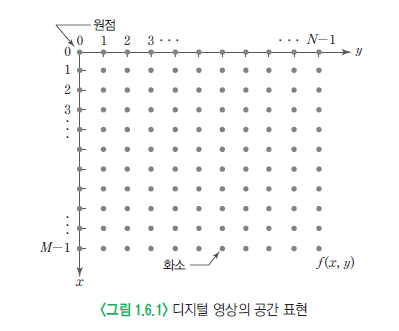 원점
0 1 2 3 ··· ··· N−1
0 y
1
2
3
⋮
⋮
M−1
화소 f(x, y)
x
〈그림 1.6.1〉 디지털 영상의 공간 표현